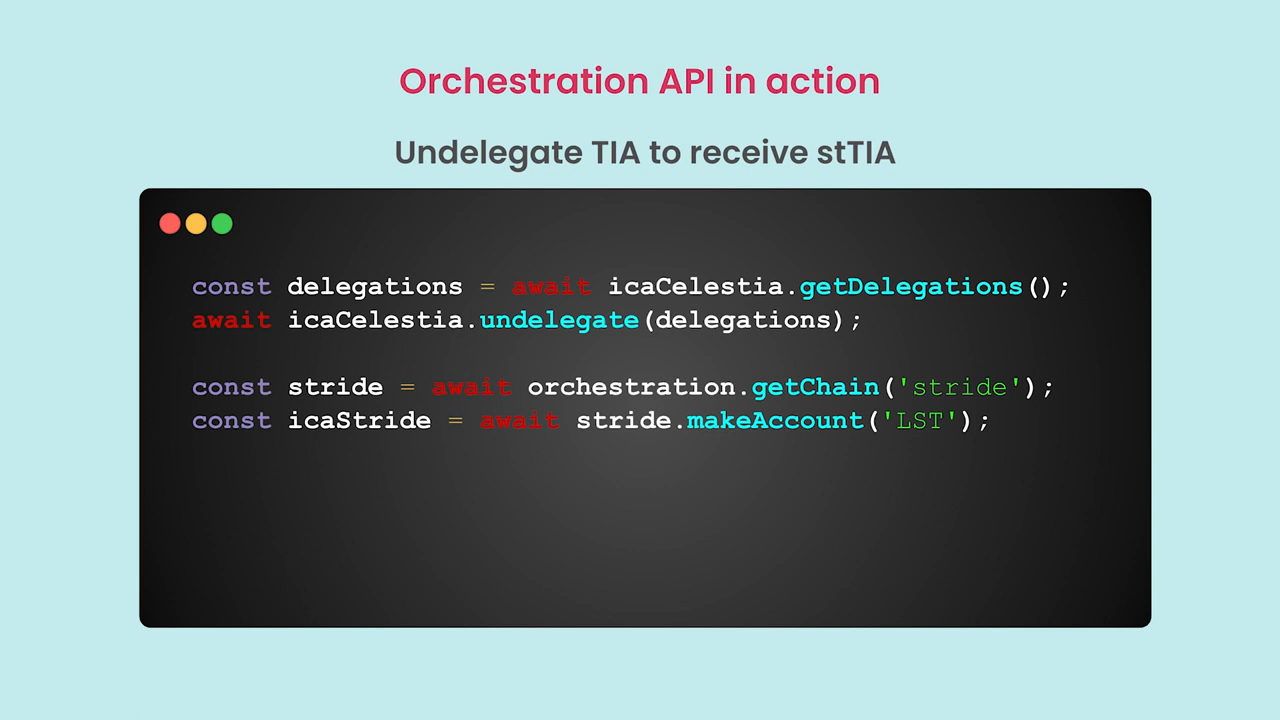 Orchestration API in action
Undelegate TIA to receive stTIA
const delegations = await icaCelestia.getDelegations();
await icaCelestia.undelegate(delegations);
const stride = await orchestration.getChain('stride');
const icaStride = await stride.makeAccount('LST');